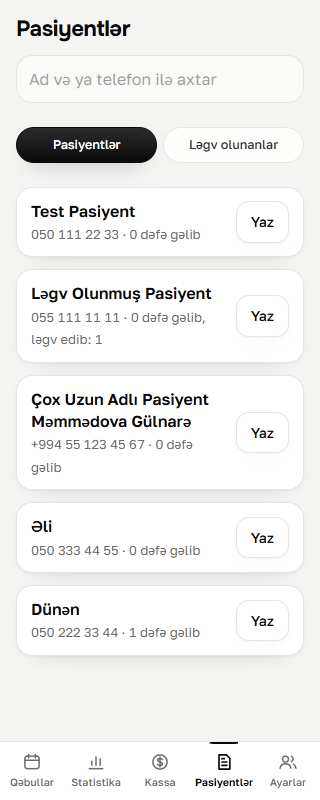 Pasiyentlər
Ad və ya telefon ilə axtar
Pasiyentlər
Ləgv olunanlar
Test Pasiyent
050 111 22 33 · 0 dəfə gəlib
Yaz
Ləgv Olunmuş Pasiyent
055 111 11 11 · 0 dəfə gəlib,
ləgv edib: 1
Yaz
Çox Uzun Adlı Pasiyent
Məmmədova Gülnarə
+994 55 123 45 67 · 0 dəfə
gəlib
Yaz
Əli
050 333 44 55 · 0 dəfə gəlib
Yaz
Dünən
050 222 33 44 · 1 dəfə gəlib
Yaz
Qəbullar
Statistika
Kassa
Pasiyentlər
Ayarlar